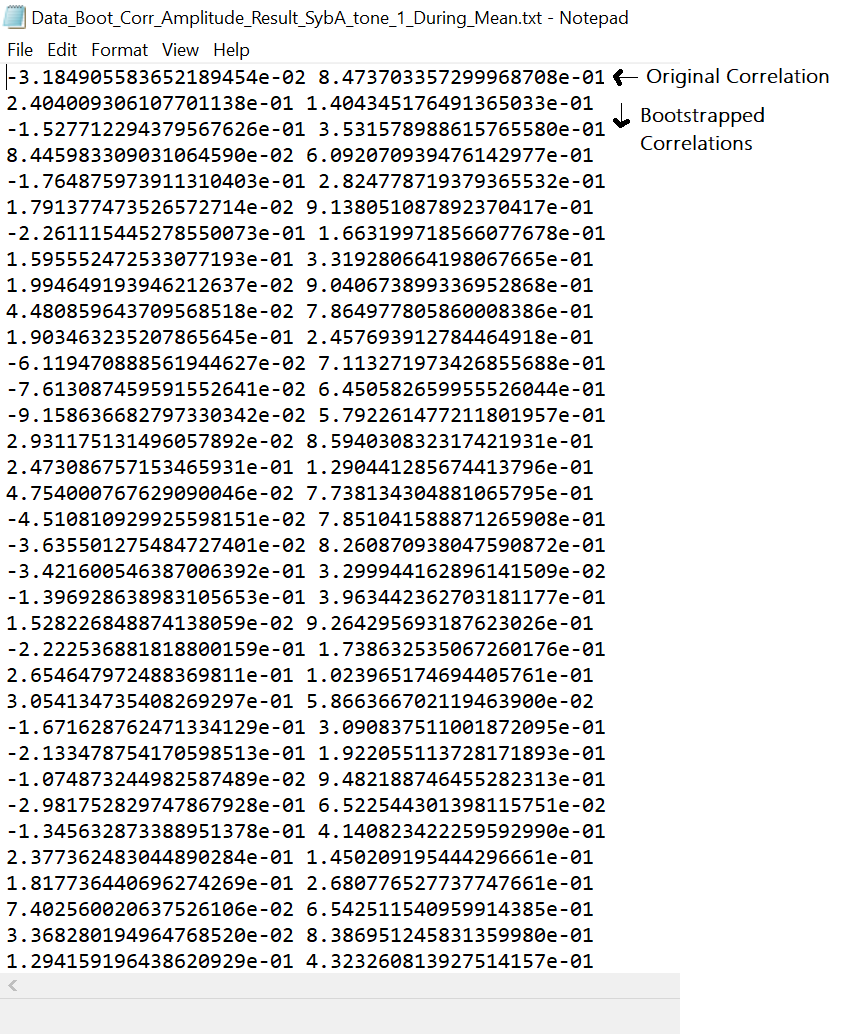 Data_Boot_Corr_Amplitude_Result_SybA_tone_1_During_Mean.txt - Notepad
File Edit Format View Help
-3.184905583652189454e-02 8.473703357299968708e-01 Original Correlation
2.404009306107701138e-01 1.404345176491365033e-01
Bootstrapped
-1.527712294379567626e-01 3.531578988615765580e-01
Correlations
8.445983309031064590e-02 6.092070939476142977e-01
-1.764875973911310403e-01 2.824778719379365532e-01
1.791377473526572714e-02 9.138051087892370417e-01
-2.261115445278550073e-01 1.663199718566077678e-01
1.595552472533077193e-01 3.319280664198067665e-01
1.994649193946212637e-02 9.040673899336952868e-01
4.480859643709568518e-02 7.864977805860008386e-01
1.903463235207865645e-01 2.457693912784464918e-01
-6.119470888561944627e-02 7.113271973426855688e-01
-7.613087459591552641e-02 6.450582659955526044e-01
-9.158636682797330342e-02 5.792261477211801957e-01
2.931175131496057892e-02 8.594030832317421931e-01
2.473086757153465931e-01 1.290441285674413796e-01
4.754000767629090046e-02 7.738134304881065795e-01
-4.510810929925598151e-02 7.851041588871265908e-01
-3.635501275484727401e-02 8.260870938047590872e-01
-3.421600546387006392e-01 3.299944162896141509e-02
-1.396928638983105653e-01 3.963442362703181177e-01
1.528226848874138059e-02 9.264295693187623026e-01
-2.222536881818800159e-01 1.738632535067260176e-01
2.654647972488369811e-01 1.023965174694405761e-01
3.054134735408269297e-01 5.866366702119463900e-02
-1.671628762471334129e-01 3.090837511001872095e-01
-2.133478754170598513e-01 1.922055113728171893e-01
-1.074873244982587489e-02 9.482188746455282313e-01
-2.981752829747867928e-01 6.522544301398115751e-02
-1.345632873388951378e-01 4.140823422259592990e-01
2.377362483044890284e-01 1.450209195444296661e-01
1.817736440696274269e-01 2.680776527737747661e-01
7.402560020637526106e-02 6.542511540959914385e-01
3.368280194964768520e-02 8.386951245831359980e-01
1.294159196438620929e-01 4.323260813927514157e-01